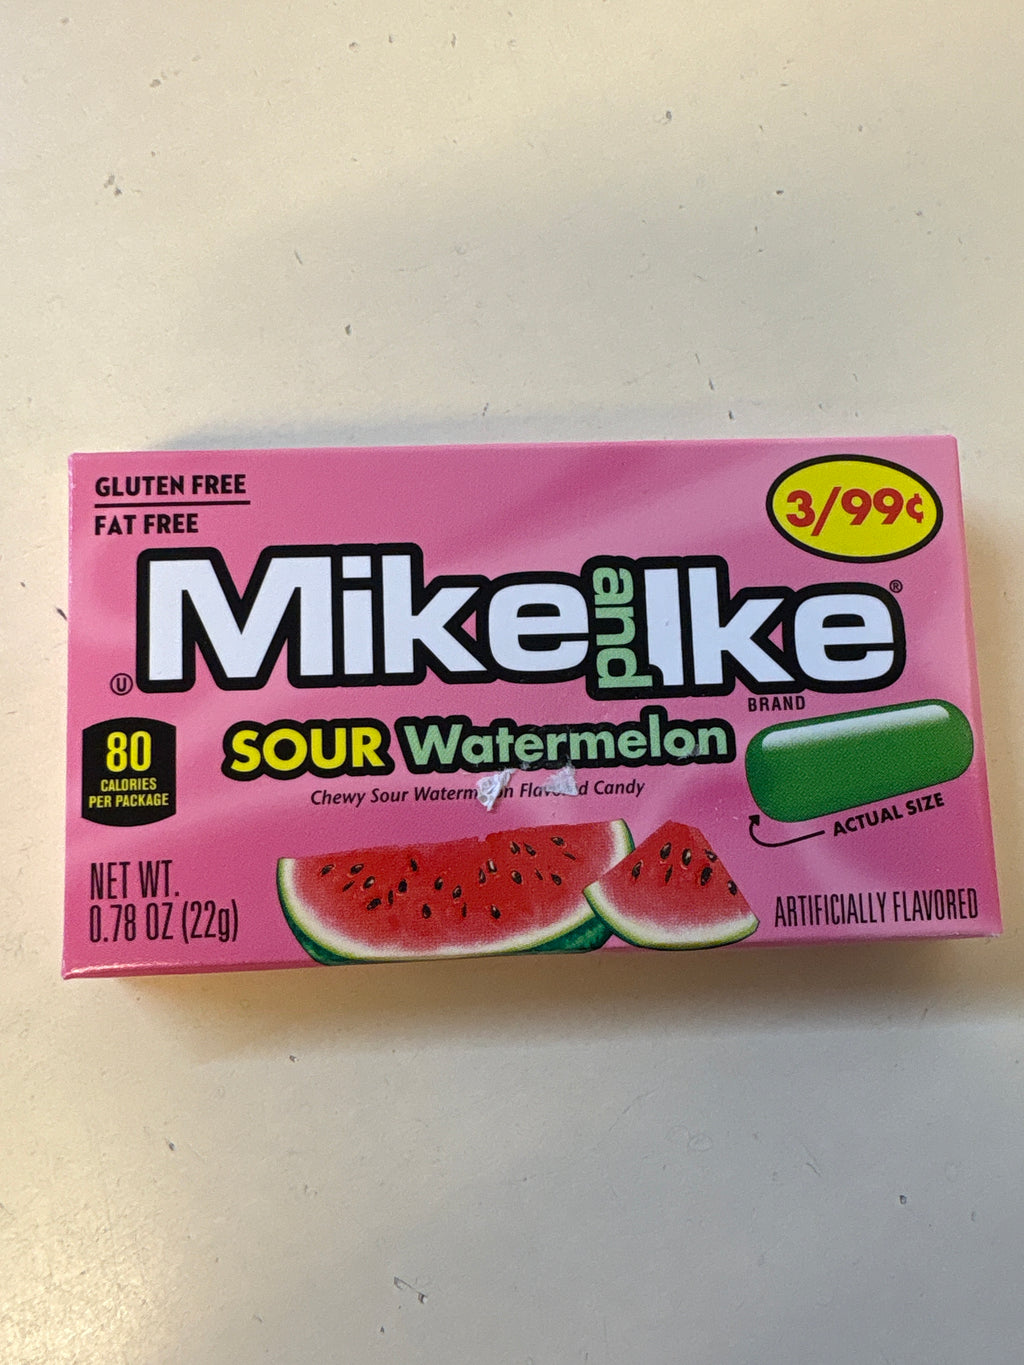 GLUTEN FREE
FAT FREE
3/99¢
Mike and Ike®
BRAND
U
80
CALORIES
PER PACKAGE
SOUR Watermelon
Chewy Sour Candy
ACTUAL SIZE
NET WT.
0.78 OZ (22g)
ARTIFICIALLY FLAVORED